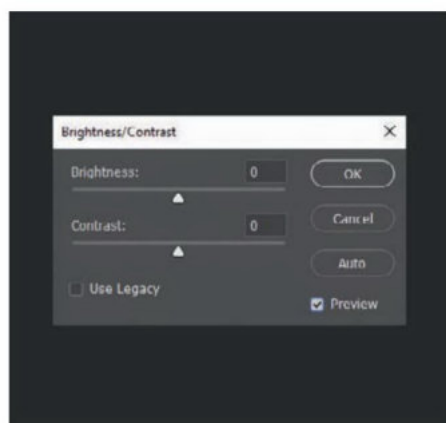 Brightness/Contrast
Brightness: 0
OK
Contrast: 0
Cancel
Auto
Use Legacy
Preview